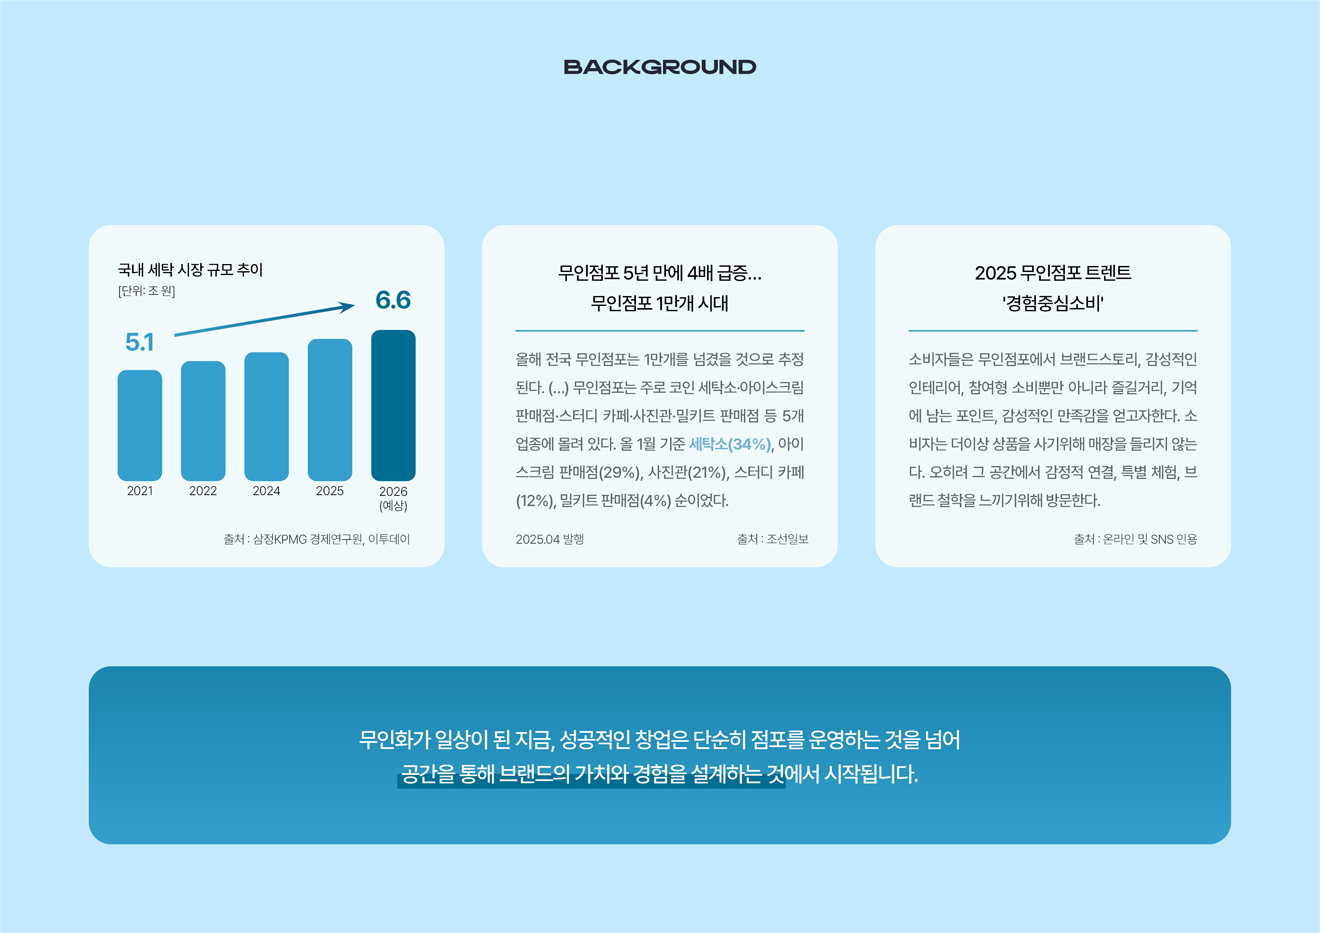 BACKGROUND
국내 세탁 시장 규모 추이
[단위: 조 원]
5.1
6.6
2021
2022
2024
2025
2026
(예상)
출처 : 삼정KPMG 경제연구원, 이투데이
무인점포 5년 만에 4배 급증...
무인점포 1만개 시대
올해 전국 무인점포는 1만개를 넘겼을 것으로 추정
된다. (...) 무인점포는 주로 코인 세탁소·아이스크림
판매점·스터디 카페·사진관·밀키트 판매점 등 5개
업종에 몰려 있다. 올 1월 기준 세탁소(34%), 아이
스크림 판매점(29%), 사진관(21%), 스터디 카페
(12%), 밀키트 판매점(4%) 순이었다.
2025.04 발행
출처 : 조선일보
2025 무인점포 트렌트
'경험중심소비'
소비자들은 무인점포에서 브랜드스토리, 감성적인
인테리어, 참여형 소비뿐만 아니라 즐길거리, 기억
에 남는 포인트, 감성적인 만족감을 얻고자한다. 소
비자는 더이상 상품을 사기위해 매장을 들리지 않는
다. 오히려 그 공간에서 감정적 연결, 특별 체험, 브
랜드 철학을 느끼기위해 방문한다.
출처 : 온라인 및 SNS 인용
무인화가 일상이 된 지금, 성공적인 창업은 단순히 점포를 운영하는 것을 넘어
공간을 통해 브랜드의 가치와 경험을 설계하는 것에서 시작됩니다.